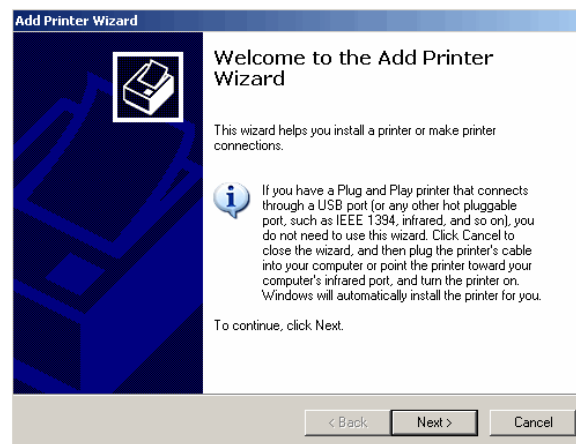 Add Printer Wizard
Welcome to the Add Printer
Wizard
This wizard helps you install a printer or make printer
connections.
If you have a Plug and Play printer that connects
through a USB port (or any other hot pluggable
port, such as IEEE 1394, infrared, and so on), you
do not need to use this wizard. Click Cancel to
close the wizard, and then plug the printer's cable
into your computer or point the printer toward your
computer's infrared port, and turn the printer on.
Windows will automatically install the printer for you.
To continue, click Next.
< Back Next > Cancel